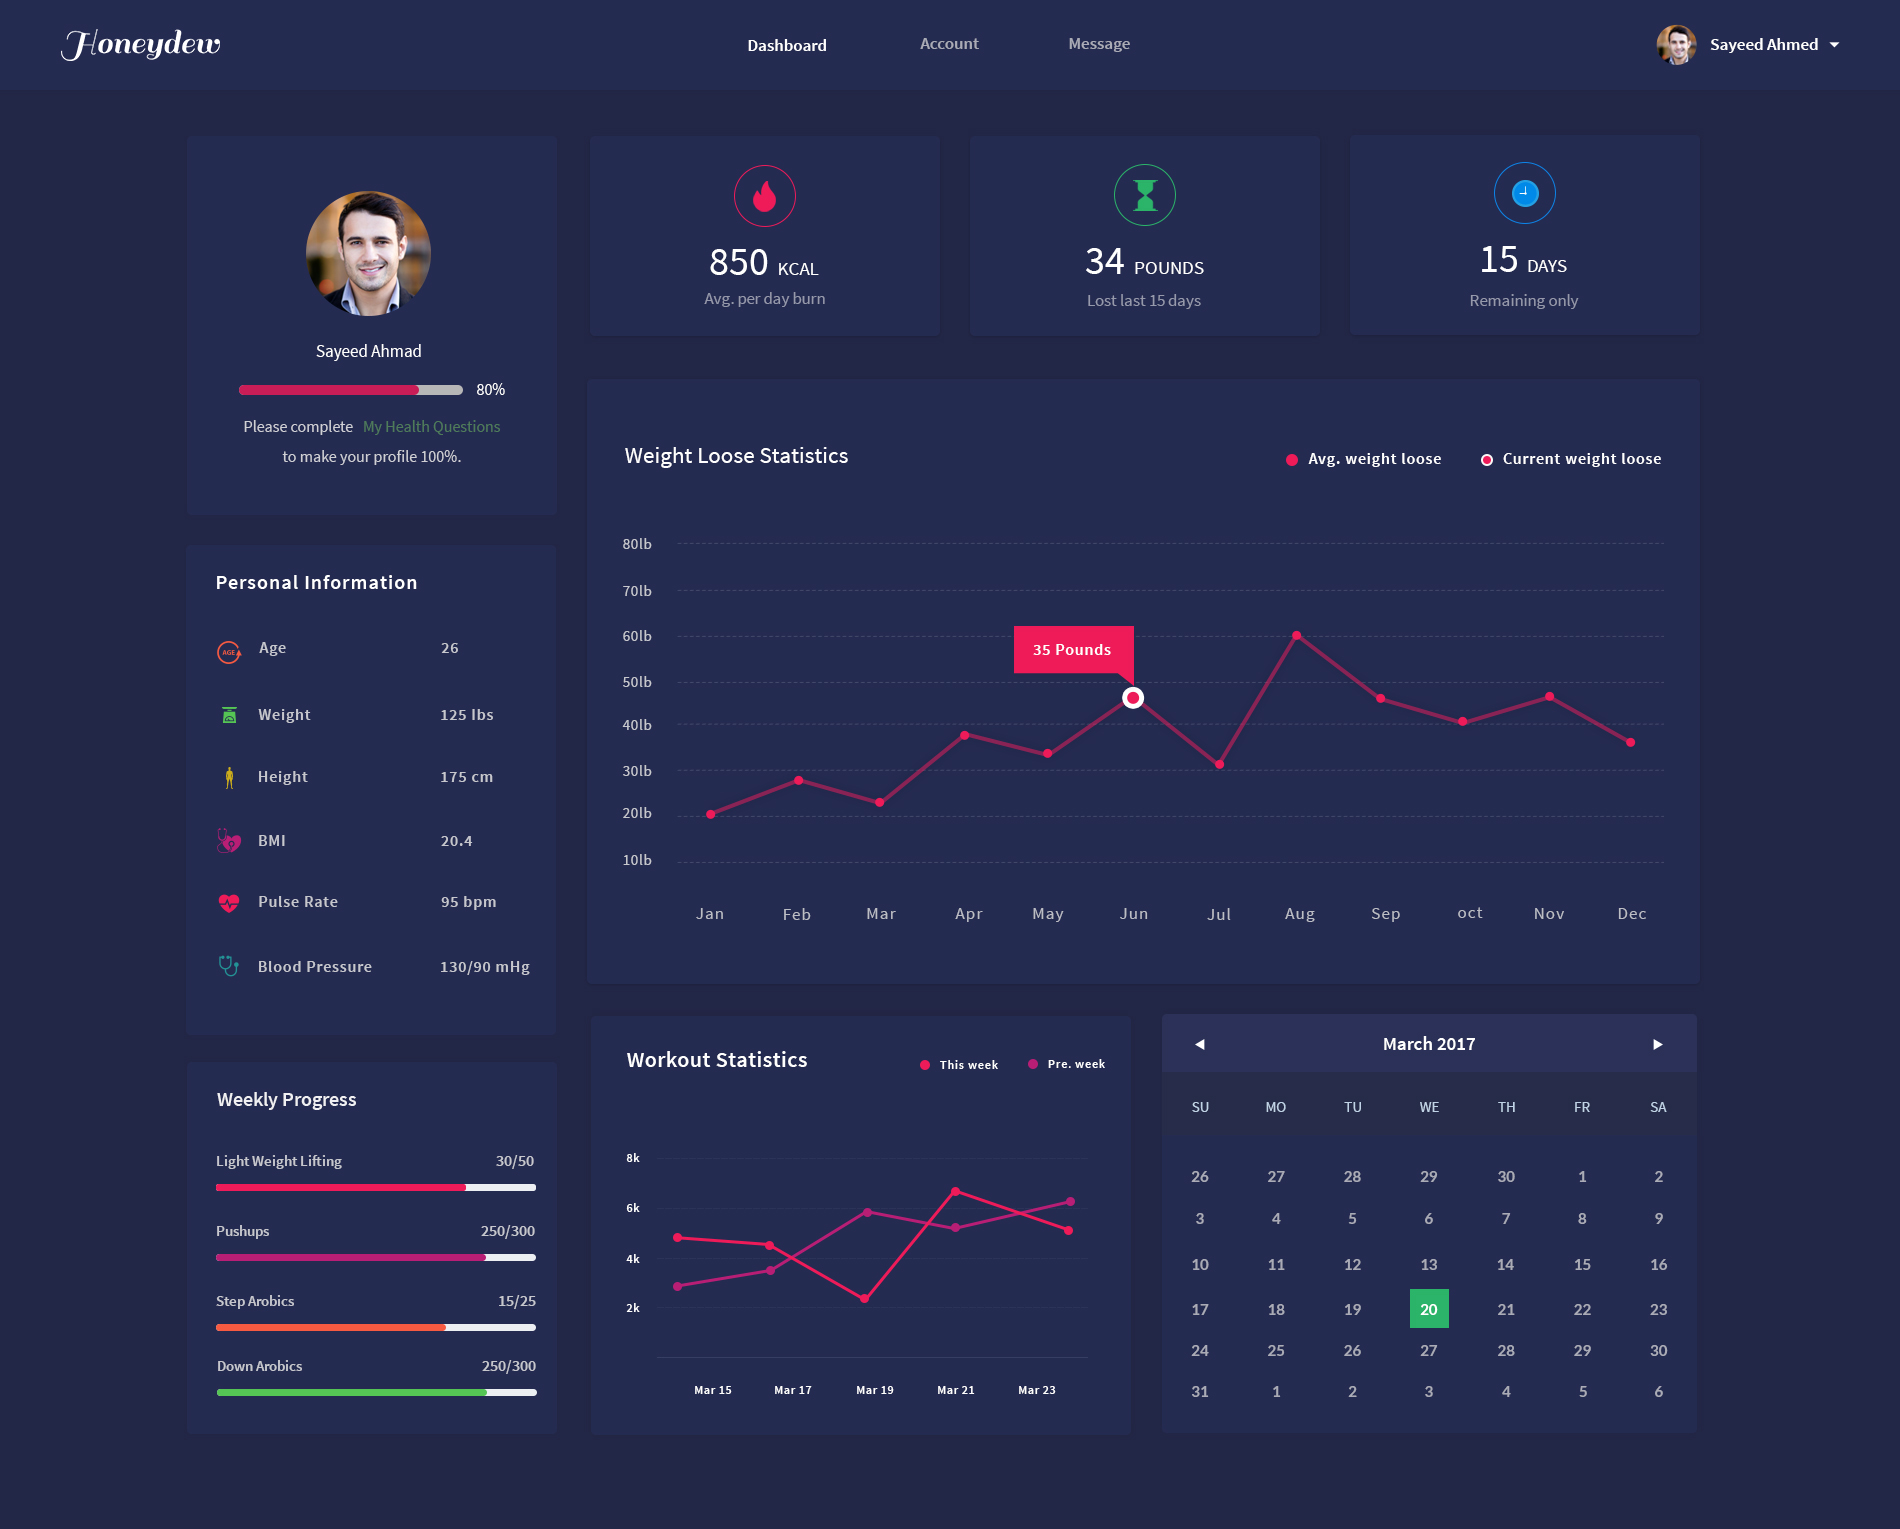 Honeydew
Dashboard
Account
Message
Sayeed Ahmed
Sayeed Ahmad
80%
Please complete My Health Questions
to make your profile 100%.
850 KCAL
Avg. per day burn
34 POUNDS
Lost last 15 days
15 DAYS
Remaining only
Personal Information
AGE
Age 26
Weight 125 lbs
Height 175 cm
BMI 20.4
Pulse Rate 95 bpm
Blood Pressure 130/90 mHg
Weight Loose Statistics
Avg. weight loose
Current weight loose
80lb
70lb
60lb
50lb
40lb
30lb
20lb
10lb
35 Pounds
Jan Feb Mar Apr May Jun Jul Aug Sep oct Nov Dec
Weekly Progress
Light Weight Lifting 30/50
Pushups 250/300
Step Arobics 15/25
Down Arobics 250/300
Workout Statistics
This week
Pre. week
8k
6k
4k
2k
Mar 15 Mar 17 Mar 19 Mar 21 Mar 23
March 2017
SU MO TU WE TH FR SA
26 27 28 29 30 1 2
3 4 5 6 7 8 9
10 11 12 13 14 15 16
17 18 19 20 21 22 23
24 25 26 27 28 29 30
31 1 2 3 4 5 6